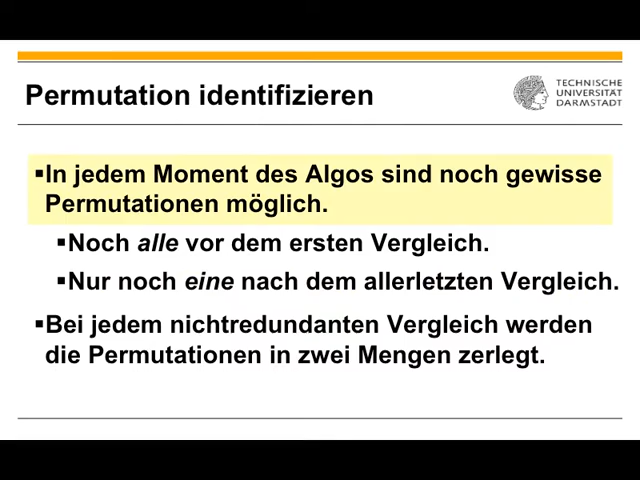 Permutation identifizieren
TECHNISCHE
UNIVERSITÄT
DARMSTADT
▪In jedem Moment des Algos sind noch gewisse
Permutationen möglich.
▪Noch alle vor dem ersten Vergleich.
▪Nur noch eine nach dem allerletzten Vergleich.
▪Bei jedem nichtredundanten Vergleich werden
die Permutationen in zwei Mengen zerlegt.